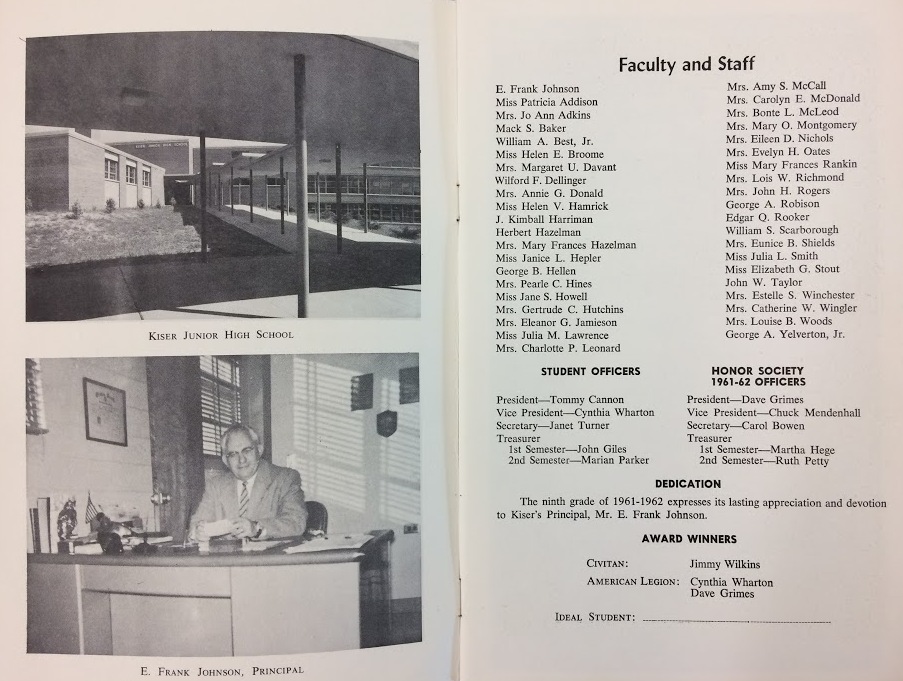 KISER JUNIOR HIGH SCHOOL
KISER JUNIOR HIGH SCHOOL
E. FRANK JOHNSON, PRINCIPAL
Faculty and Staff
E. Frank Johnson
Miss Patricia Addison
Mrs. Jo Ann Adkins
Mack S. Baker
William A. Best, Jr.
Miss Helen E. Broome
Mrs. Margaret U. Davant
Wilford F. Dellinger
Mrs. Annie G. Donald
Miss Helen V. Hamrick
J. Kimball Harriman
Herbert Hazelman
Mrs. Mary Frances Hazelman
Miss Janice L. Hepler
George B. Hellen
Mrs. Pearle C. Hines
Miss Jane S. Howell
Mrs. Gertrude C. Hutchins
Mrs. Eleanor G. Jamieson
Miss Julia M. Lawrence
Mrs. Charlotte P. Leonard
Mrs. Amy S. McCall
Mrs. Carolyn E. McDonald
Mrs. Bonte L. McLeod
Mrs. Mary O. Montgomery
Mrs. Eileen D. Nichols
Mrs. Evelyn H. Oates
Miss Mary Frances Rankin
Mrs. Lois W. Richmond
Mrs. John H. Rogers
George A. Robison
Edgar Q. Rooker
William S. Scarborough
Mrs. Eunice B. Shields
Miss Julia L. Smith
Miss Elizabeth G. Stout
John W. Taylor
Mrs. Estelle S. Winchester
Mrs. Catherine W. Wingler
Mrs. Louise B. Woods
George A. Yelverton, Jr.
STUDENT OFFICERS
President—Tommy Cannon
Vice President—Cynthia Wharton
Secretary—Janet Turner
Treasurer
1st Semester—John Giles
2nd Semester—Marian Parker
HONOR SOCIETY
1961-62 OFFICERS
President—Dave Grimes
Vice President—Chuck Mendenhall
Secretary—Carol Bowen
Treasurer
1st Semester—Martha Hege
2nd Semester—Ruth Petty
DEDICATION
The ninth grade of 1961-1962 expresses its lasting appreciation and devotion
to Kiser's Principal, Mr. E. Frank Johnson.
AWARD WINNERS
CIVITAN: Jimmy Wilkins
AMERICAN LEGION: Cynthia Wharton
Dave Grimes
IDEAL STUDENT: